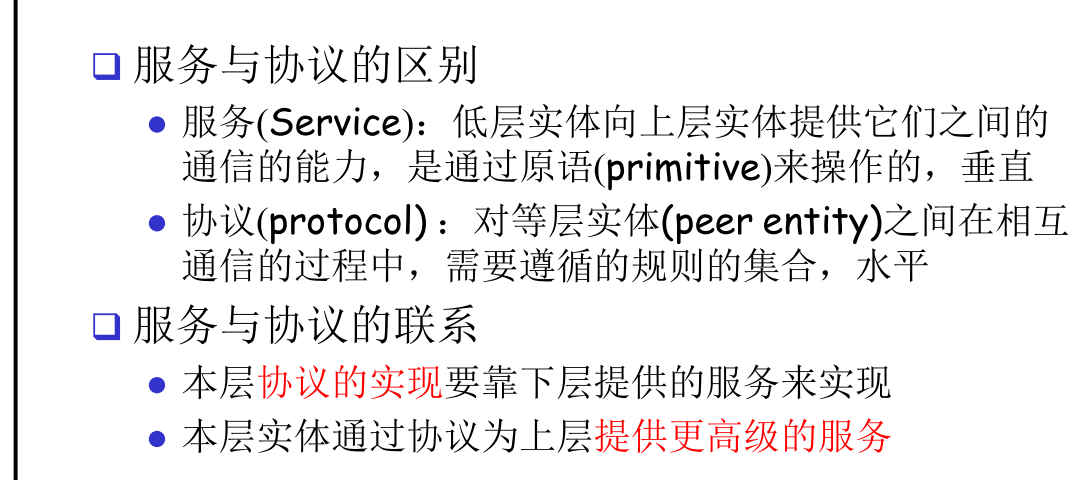 服务与协议的区别
服务(Service)：低层实体向上层实体提供它们之间的
通信的能力，是通过原语(primitive)来操作的，垂直
协议(protocol)：对等层实体(peer entity)之间在相互
通信的过程中，需要遵循的规则的集合，水平
服务与协议的联系
本层协议的实现要靠下层提供的服务来实现
本层实体通过协议为上层提供更高级的服务